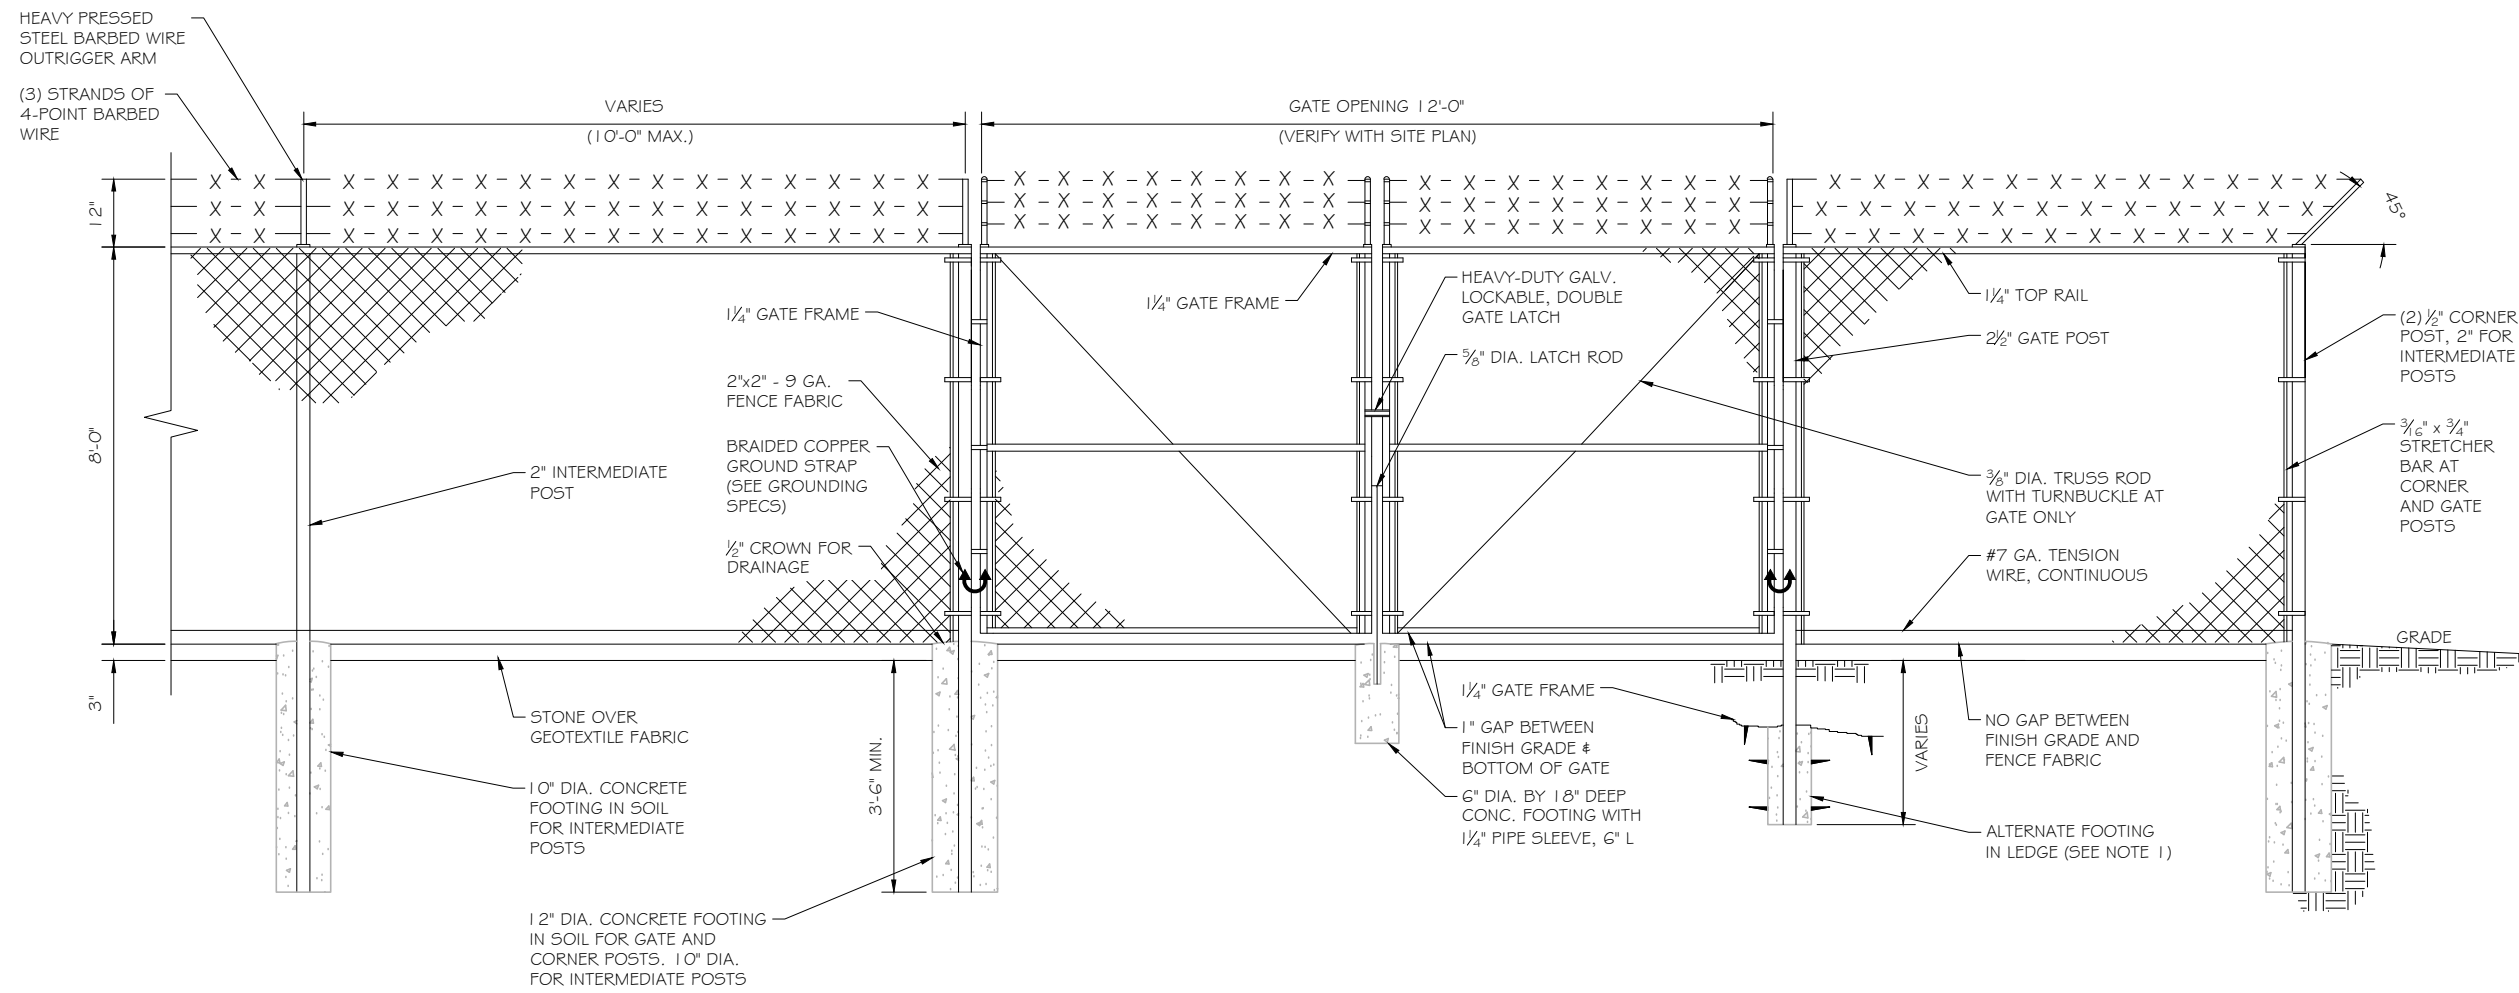 HEAVY PRESSED
STEEL BARBED WIRE
OUTRIGGER ARM
(3) STRANDS OF
4-POINT BARBED
WIRE
VARIES
(10'-0" MAX.)
GATE OPENING 12'-0"
(VERIFY WITH SITE PLAN)
12"
8'-0"
3"
45°
1¼" GATE FRAME
2"x2" - 9 GA.
FENCE FABRIC
BRAIDED COPPER
GROUND STRAP
(SEE GROUNDING
SPECS)
½" CROWN FOR
DRAINAGE
2" INTERMEDIATE
POST
1¼" GATE FRAME
HEAVY-DUTY GALV.
LOCKABLE, DOUBLE
GATE LATCH
⅝" DIA. LATCH ROD
1¼" TOP RAIL
2½" GATE POST
(2) ½" CORNER
POST, 2" FOR
INTERMEDIATE
POSTS
3/16" x ¾"
STRETCHER
BAR AT
CORNER
AND GATE
POSTS
⅜" DIA. TRUSS ROD
WITH TURNBUCKLE AT
GATE ONLY
#7 GA. TENSION
WIRE, CONTINUOUS
GRADE
STONE OVER
GEOTEXTILE FABRIC
10" DIA. CONCRETE
FOOTING IN SOIL
FOR INTERMEDIATE
POSTS
3'-6" MIN.
12" DIA. CONCRETE FOOTING
IN SOIL FOR GATE AND
CORNER POSTS. 10" DIA.
FOR INTERMEDIATE POSTS
1¼" GATE FRAME
1" GAP BETWEEN
FINISH GRADE &
BOTTOM OF GATE
6" DIA. BY 18" DEEP
CONC. FOOTING WITH
1¼" PIPE SLEEVE, 6" L
VARIES
NO GAP BETWEEN
FINISH GRADE AND
FENCE FABRIC
ALTERNATE FOOTING
IN LEDGE (SEE NOTE 1)